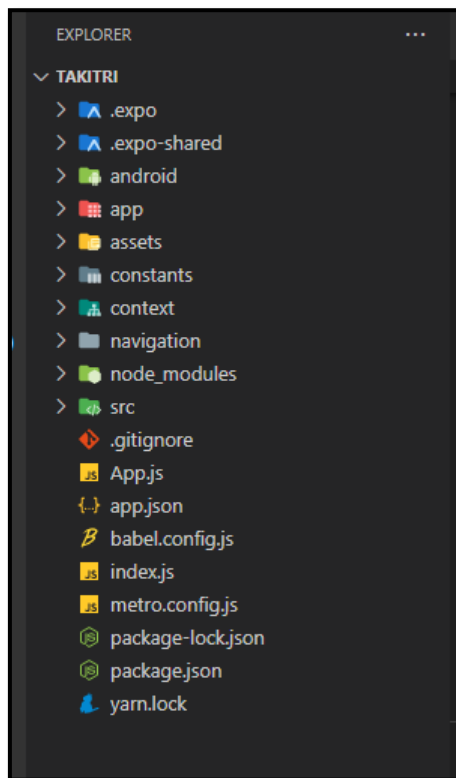 EXPLORER
TAKITRI
.expo
.expo-shared
android
app
assets
constants
context
navigation
node_modules
src
.gitignore
App.js
app.json
babel.config.js
index.js
metro.config.js
package-lock.json
package.json
yarn.lock